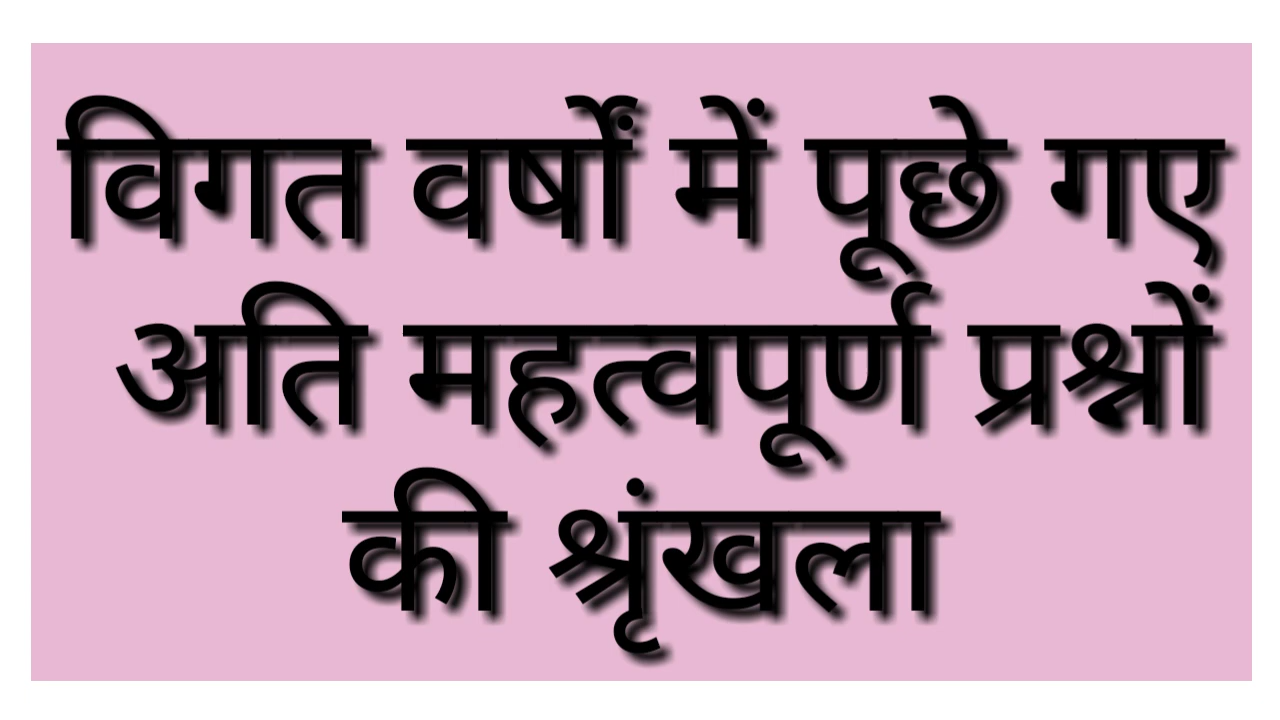 विगत वर्षों में पूछे गए
अति महत्वपूर्ण प्रश्नों
की श्रृंखला